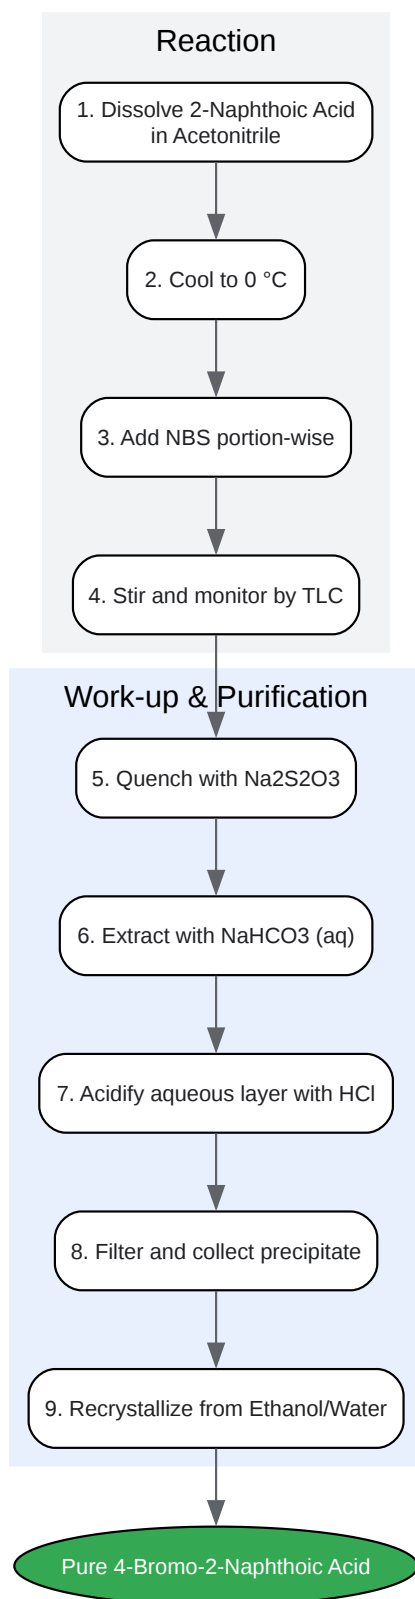 Reaction
1. Dissolve 2-Naphthoic Acid
in Acetonitrile
2. Cool to 0 °C
3. Add NBS portion-wise
4. Stir and monitor by TLC
Work-up & Purification
5. Quench with Na2S2O3
6. Extract with NaHCO3 (aq)
7. Acidify aqueous layer with HCl
8. Filter and collect precipitate
9. Recrystallize from Ethanol/Water
Pure 4-Bromo-2-Naphthoic Acid